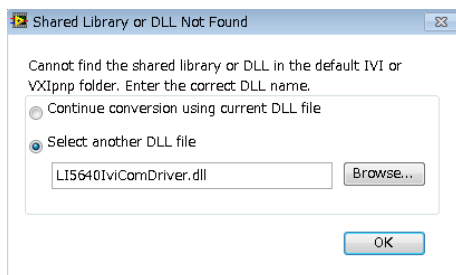 Shared Library or DLL Not Found
Cannot find the shared library or DLL in the default IVI or
VXIpnp folder. Enter the correct DLL name.
Continue conversion using current DLL file
Select another DLL file
LI5640IviComDriver.dll
Browse...
OK